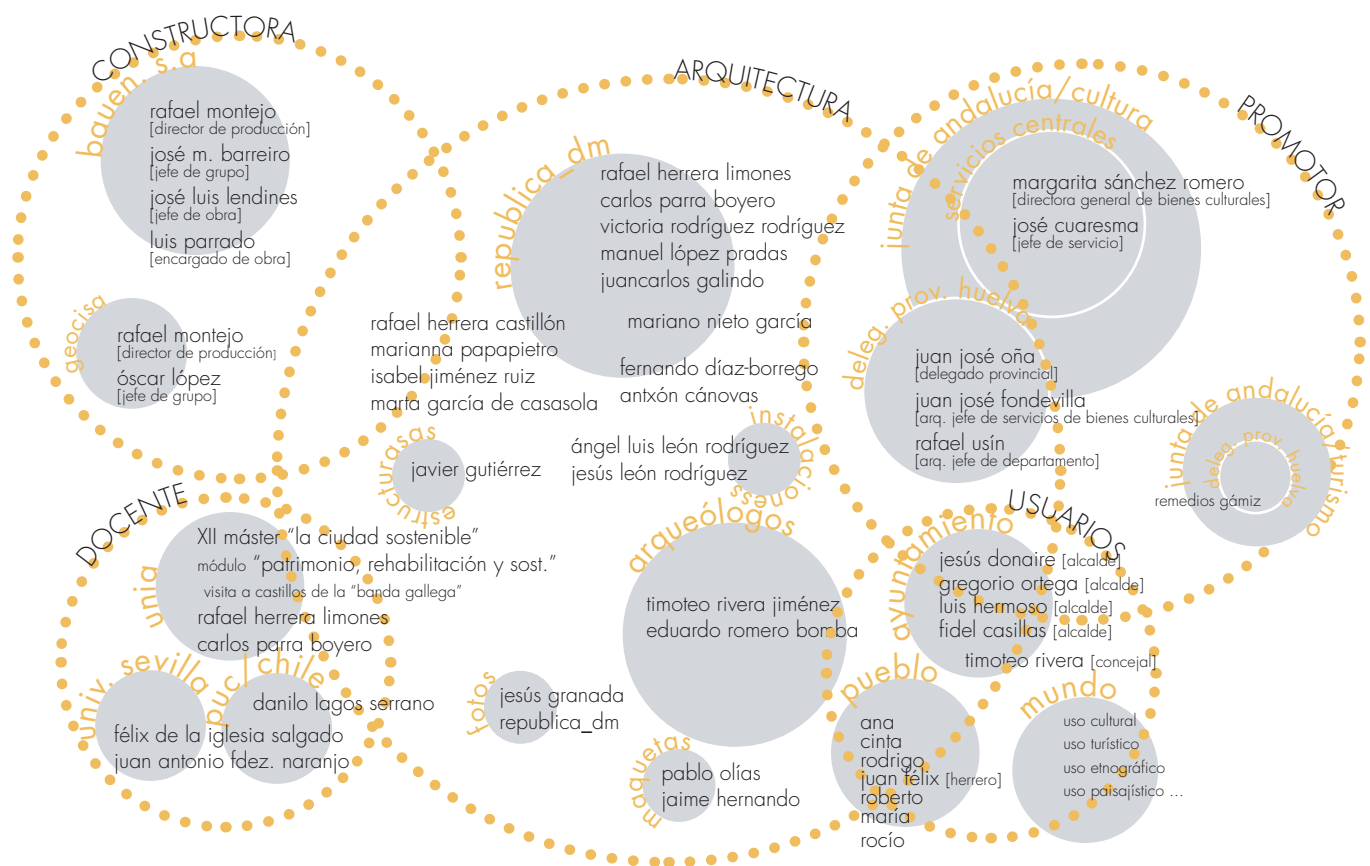 CONSTRUCTORA
bauen, s.a
rafael montejo
[director de producción]
josé m. barreiro
[jefe de grupo]
josé luis lendines
[jefe de obra]
luis parrado
[encargado de obra]
geocisa
rafael montejo
[director de producción]
óscar lópez
[jefe de grupo]
ARQUITECTURA
republica_dm
rafael herrera limones
carlos parra boyero
victoria rodríguez rodríguez
manuel lópez pradas
juancarlos galindo
mariano nieto garcía
fernando díaz-borrego
antxón cánovas
rafael herrera castillón
marianna papapietro
isabel jiménez ruiz
marta garcía de casasola
estructurasas
javier gutiérrez
instalacioness
ángel luis león rodríguez
jesús león rodríguez
arqueólogos
timoteo rivera jiménez
eduardo romero bomba
fotos
jesús granada
republica_dm
maquetas
pablo olías
jaime hernando
PROMOTOR
junta de andalucía/cultura
servicios centrales
margarita sánchez romero
[directora general de bienes culturales]
josé cuaresma
[jefe de servicio]
deleg. prov. huelva
juan josé oña
[delegado provincial]
juan josé fondevilla
[arq. jefe de servicios de bienes culturales]
rafael usín
[arq. jefe de departamento]
junta de andalucía/turismo
deleg. prov. huelva
remedios gámiz
DOCENTE
unia
XII máster “la ciudad sostenible”
módulo “patrimonio, rehabilitación y sost.”
visita a castillos de la “banda gallega”
rafael herrera limones
carlos parra boyero
univ. sevilla
félix de la iglesia salgado
juan antonio fdez. naranjo
puc / chile
danilo lagos serrano
USUARIOS
ayuntamiento
jesús donaire [alcalde]
gregorio ortega [alcalde]
luis hermoso [alcalde]
fidel casillas [alcalde]
timoteo rivera [concejal]
pueblo
ana
cinta
rodrigo
juan félix [herrero]
roberto
maría
rocío
mundo
uso cultural
uso turístico
uso etnográfico
uso paisajístico ...